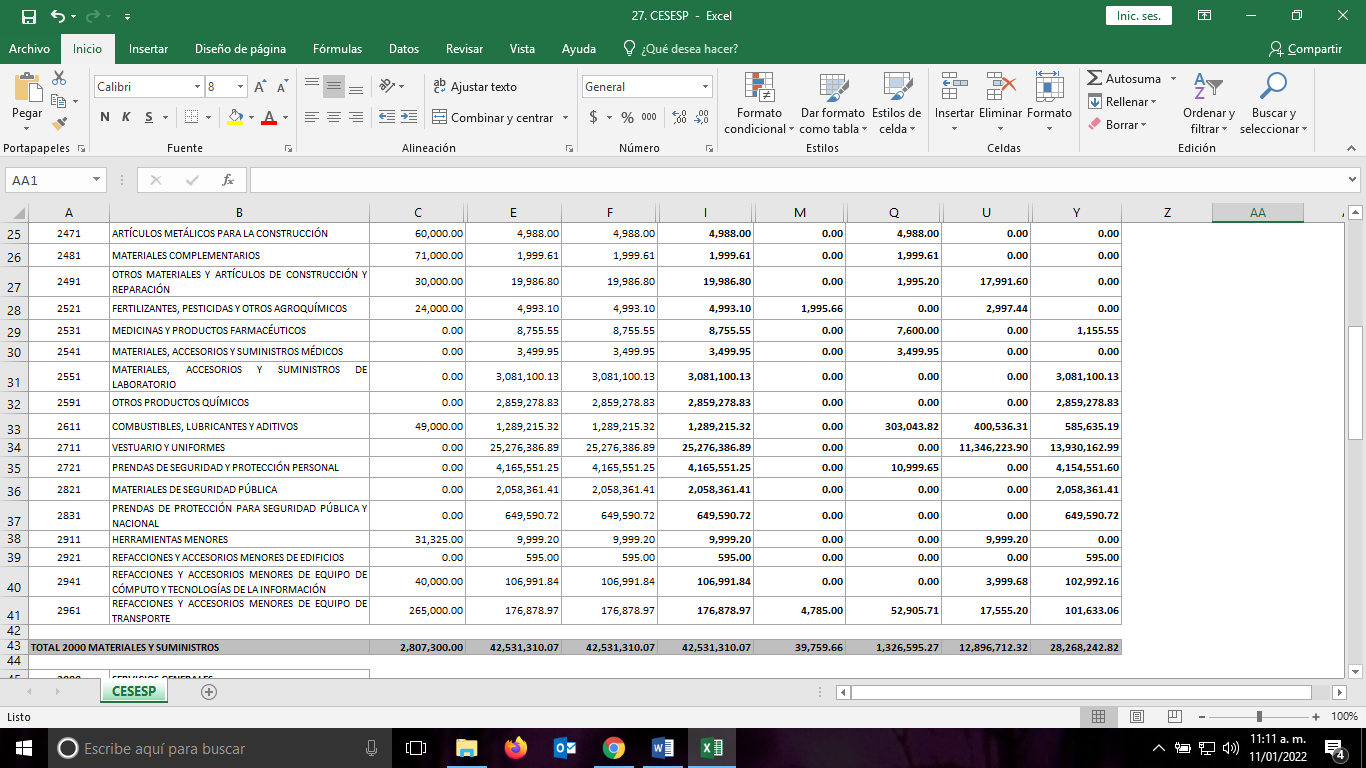 27. CESESP - Excel
Inic. ses.
Archivo Inicio Insertar Diseño de página Fórmulas Datos Revisar Vista Ayuda ¿Qué desea hacer? Compartir
Pegar
Calibri 8 A A
N K S A
ab Ajustar texto
Combinar y centrar
General
$ % 000
Formato condicional
Dar formato como tabla
Estilos de celda
Insertar Eliminar Formato
Autosuma
Rellenar
Borrar
Ordenar y filtrar
Buscar y seleccionar
Portapapeles Fuente Alineación Número Estilos Celdas Edición
AA1 fx
A B C E F I M Q U Y Z AA
25 2471 ARTÍCULOS METÁLICOS PARA LA CONSTRUCCIÓN 60,000.00 4,988.00 4,988.00 4,988.00 0.00 4,988.00 0.00 0.00
26 2481 MATERIALES COMPLEMENTARIOS 71,000.00 1,999.61 1,999.61 1,999.61 0.00 1,999.61 0.00 0.00
27 2491 OTROS MATERIALES Y ARTÍCULOS DE CONSTRUCCIÓN Y REPARACIÓN 30,000.00 19,986.80 19,986.80 19,986.80 0.00 1,995.20 17,991.60 0.00
28 2521 FERTILIZANTES, PESTICIDAS Y OTROS AGROQUÍMICOS 24,000.00 4,993.10 4,993.10 4,993.10 1,995.66 0.00 2,997.44 0.00
29 2531 MEDICINAS Y PRODUCTOS FARMACÉUTICOS 0.00 8,755.55 8,755.55 8,755.55 0.00 7,600.00 0.00 1,155.55
30 2541 MATERIALES, ACCESORIOS Y SUMINISTROS MÉDICOS 0.00 3,499.95 3,499.95 3,499.95 0.00 3,499.95 0.00 0.00
31 2551 MATERIALES, ACCESORIOS Y SUMINISTROS DE LABORATORIO 0.00 3,081,100.13 3,081,100.13 3,081,100.13 0.00 0.00 0.00 3,081,100.13
32 2591 OTROS PRODUCTOS QUÍMICOS 0.00 2,859,278.83 2,859,278.83 2,859,278.83 0.00 0.00 0.00 2,859,278.83
33 2611 COMBUSTIBLES, LUBRICANTES Y ADITIVOS 49,000.00 1,289,215.32 1,289,215.32 1,289,215.32 0.00 303,043.82 400,536.31 585,635.19
34 2711 VESTUARIO Y UNIFORMES 0.00 25,276,386.89 25,276,386.89 25,276,386.89 0.00 0.00 11,346,223.90 13,930,162.99
35 2721 PRENDAS DE SEGURIDAD Y PROTECCIÓN PERSONAL 0.00 4,165,551.25 4,165,551.25 4,165,551.25 0.00 10,999.65 0.00 4,154,551.60
36 2821 MATERIALES DE SEGURIDAD PÚBLICA 0.00 2,058,361.41 2,058,361.41 2,058,361.41 0.00 0.00 0.00 2,058,361.41
37 2831 PRENDAS DE PROTECCIÓN PARA SEGURIDAD PÚBLICA Y NACIONAL 0.00 649,590.72 649,590.72 649,590.72 0.00 0.00 0.00 649,590.72
38 2911 HERRAMIENTAS MENORES 31,325.00 9,999.20 9,999.20 9,999.20 0.00 0.00 9,999.20 0.00
39 2921 REFACCIONES Y ACCESORIOS MENORES DE EDIFICIOS 0.00 595.00 595.00 595.00 0.00 0.00 0.00 595.00
40 2941 REFACCIONES Y ACCESORIOS MENORES DE EQUIPO DE CÓMPUTO Y TECNOLOGÍAS DE LA INFORMACIÓN 40,000.00 106,991.84 106,991.84 106,991.84 0.00 0.00 3,999.68 102,992.16
41 2961 REFACCIONES Y ACCESORIOS MENORES DE EQUIPO DE TRANSPORTE 265,000.00 176,878.97 176,878.97 176,878.97 4,785.00 52,905.71 17,555.20 101,633.06
42
43 TOTAL 2000 MATERIALES Y SUMINISTROS 2,807,300.00 42,531,310.07 42,531,310.07 42,531,310.07 39,759.66 1,326,595.27 12,896,712.32 28,268,242.82
44
CESESP
Listo 100%
Escribe aquí para buscar
11:11 a. m.
11/01/2022
4